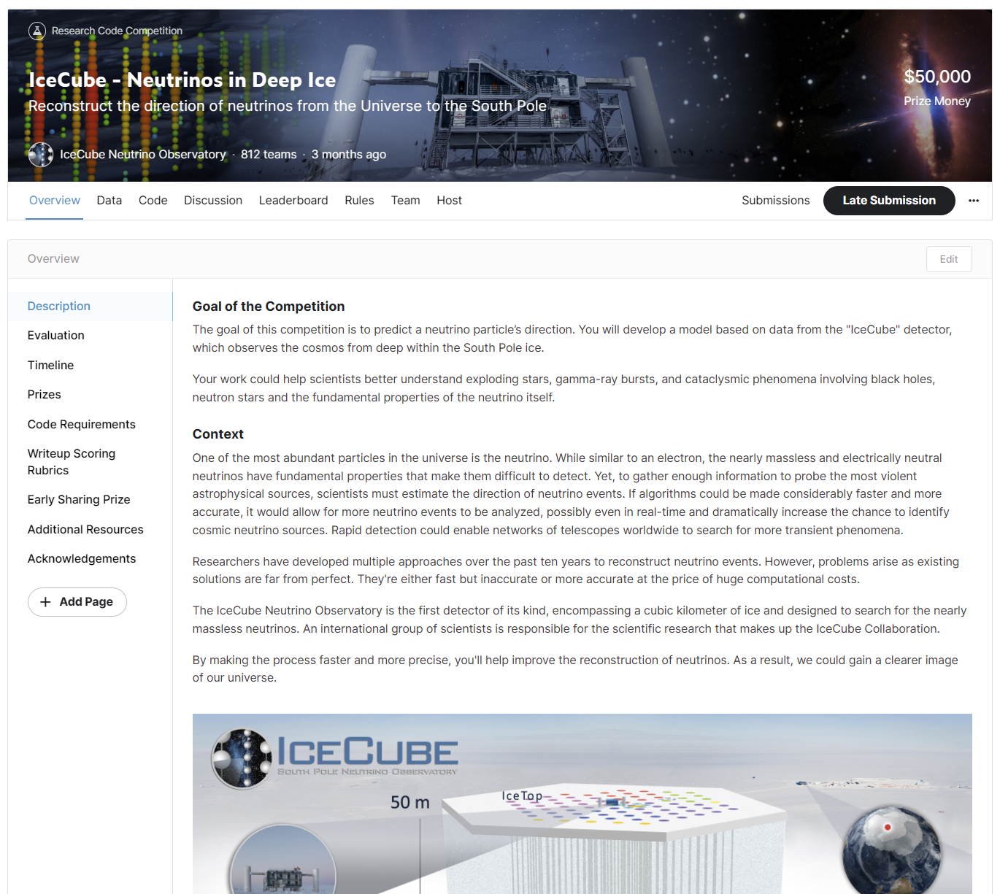 Research Code Competition
IceCube - Neutrinos in Deep Ice
Reconstruct the direction of neutrinos from the Universe to the South Pole
$50,000
Prize Money
IceCube Neutrino Observatory · 812 teams · 3 months ago
Overview Data Code Discussion Leaderboard Rules Team Host Submissions Late Submission ···
Overview
Edit
Description
Evaluation
Timeline
Prizes
Code Requirements
Writeup Scoring
Rubrics
Early Sharing Prize
Additional Resources
Acknowledgements
+ Add Page
Goal of the Competition
The goal of this competition is to predict a neutrino particle’s direction. You will develop a model based on data from the "IceCube" detector,
which observes the cosmos from deep within the South Pole ice.
Your work could help scientists better understand exploding stars, gamma-ray bursts, and cataclysmic phenomena involving black holes,
neutron stars and the fundamental properties of the neutrino itself.
Context
One of the most abundant particles in the universe is the neutrino. While similar to an electron, the nearly massless and electrically neutral
neutrinos have fundamental properties that make them difficult to detect. Yet, to gather enough information to probe the most violent
astrophysical sources, scientists must estimate the direction of neutrino events. If algorithms could be made considerably faster and more
accurate, it would allow for more neutrino events to be analyzed, possibly even in real-time and dramatically increase the chance to identify
cosmic neutrino sources. Rapid detection could enable networks of telescopes worldwide to search for more transient phenomena.
Researchers have developed multiple approaches over the past ten years to reconstruct neutrino events. However, problems arise as existing
solutions are far from perfect. They're either fast but inaccurate or more accurate at the price of huge computational costs.
The IceCube Neutrino Observatory is the first detector of its kind, encompassing a cubic kilometer of ice and designed to search for the nearly
massless neutrinos. An international group of scientists is responsible for the scientific research that makes up the IceCube Collaboration.
By making the process faster and more precise, you'll help improve the reconstruction of neutrinos. As a result, we could gain a clearer image
of our universe.
ICECUBE
SOUTH POLE NEUTRINO OBSERVATORY
IceTop
50 m